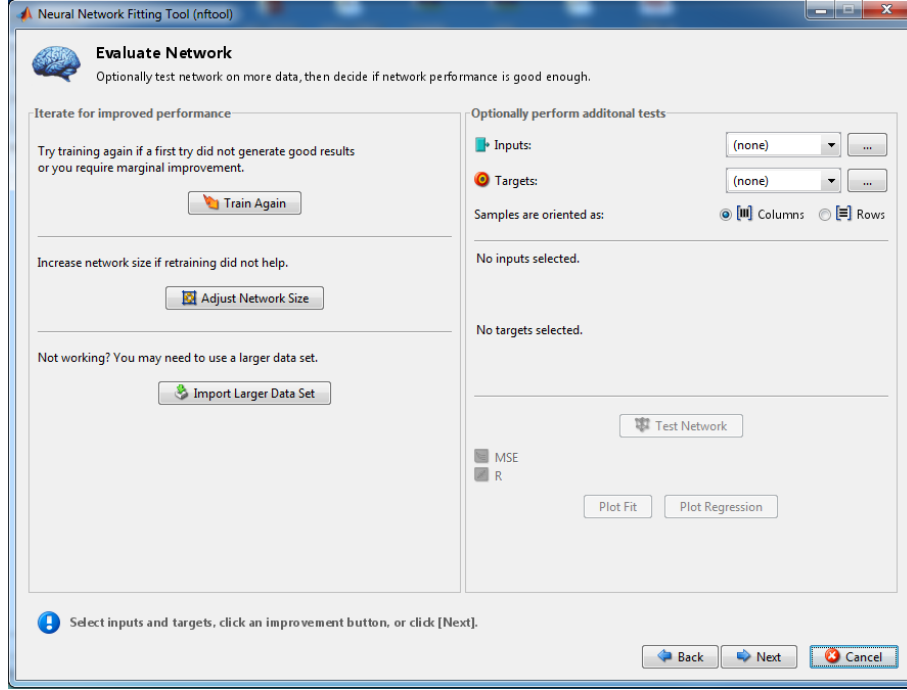 Neural Network Fitting Tool (nftool)
Evaluate Network
Optionally test network on more data, then decide if network performance is good enough.
Iterate for improved performance
Try training again if a first try did not generate good results
or you require marginal improvement.
Train Again
Increase network size if retraining did not help.
Adjust Network Size
Not working? You may need to use a larger data set.
Import Larger Data Set
Optionally perform additonal tests
Inputs: (none) ...
Targets: (none) ...
Samples are oriented as: Columns Rows
No inputs selected.
No targets selected.
Test Network
MSE
R
Plot Fit Plot Regression
Select inputs and targets, click an improvement button, or click [Next].
Back Next Cancel